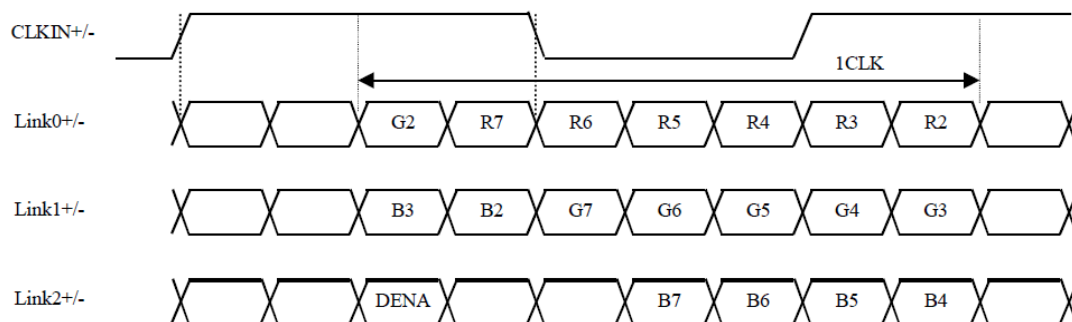 CLKIN+/-
1CLK
Link0+/- G2 R7 R6 R5 R4 R3 R2
Link1+/- B3 B2 G7 G6 G5 G4 G3
Link2+/- DENA B7 B6 B5 B4